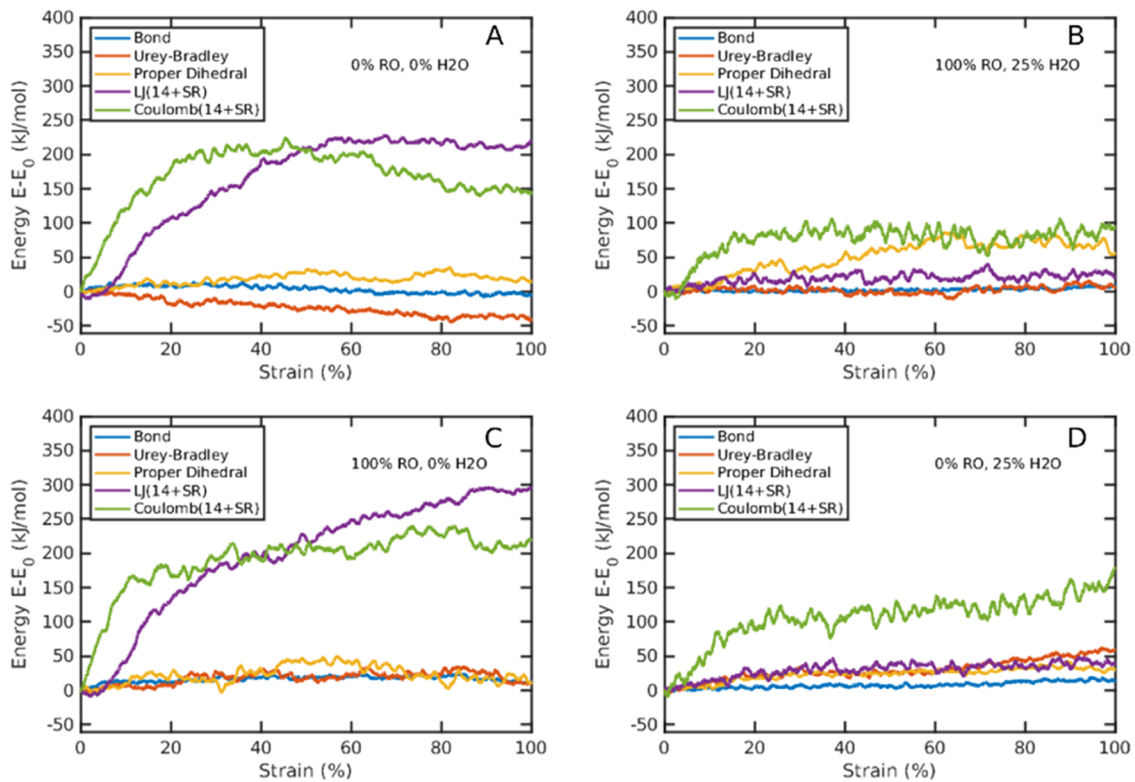 A
Bond
Urey-Bradley
Proper Dihedral
LJ(14+SR)
Coulomb(14+SR)
0% RO, 0% H2O
400
350
300
250
200
150
100
50
0
-50
Energy E-E0 (kJ/mol)
0 20 40 60 80 100
Strain (%)
B
Bond
Urey-Bradley
Proper Dihedral
LJ(14+SR)
Coulomb(14+SR)
100% RO, 25% H2O
400
350
300
250
200
150
100
50
0
-50
Energy E-E0 (kJ/mol)
0 20 40 60 80 100
Strain (%)
C
Bond
Urey-Bradley
Proper Dihedral
LJ(14+SR)
Coulomb(14+SR)
100% RO, 0% H2O
400
350
300
250
200
150
100
50
0
-50
Energy E-E0 (kJ/mol)
0 20 40 60 80 100
Strain (%)
D
Bond
Urey-Bradley
Proper Dihedral
LJ(14+SR)
Coulomb(14+SR)
0% RO, 25% H2O
400
350
300
250
200
150
100
50
0
-50
Energy E-E0 (kJ/mol)
0 20 40 60 80 100
Strain (%)